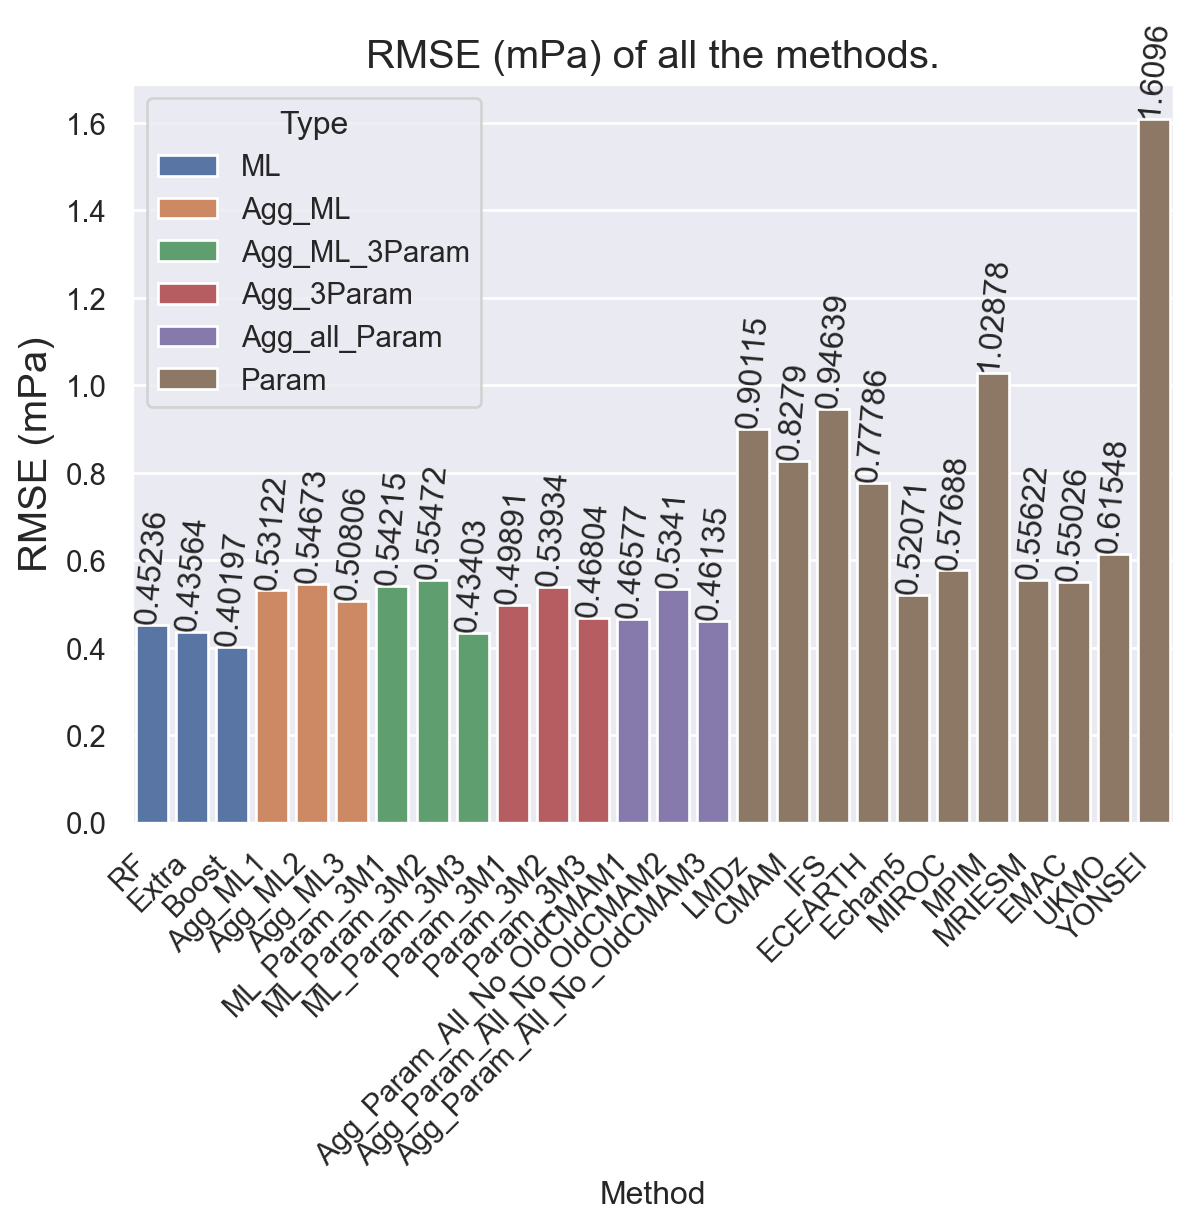 RMSE (mPa) of all the methods.
RMSE (mPa)
1.6
1.4
1.2
1.0
0.8
0.6
0.4
0.2
0.0
Type
ML
Agg_ML
Agg_ML_3Param
Agg_3Param
Agg_all_Param
Param
0.45236
0.43564
0.40197
0.53122
0.54673
0.50806
0.54215
0.55472
0.43403
0.49891
0.53934
0.46804
0.46577
0.5341
0.46135
0.90115
0.8279
0.94639
0.77786
0.52071
0.57688
1.02878
0.55622
0.55026
0.61548
1.6096
RF
Extra
Boost
Agg_ML1
Agg_ML2
Agg_ML3
ML_Param_3M1
ML_Param_3M2
ML_Param_3M3
Param_3M1
Param_3M2
Param_3M3
Agg_Param_All_No_OldCMAM1
Agg_Param_All_No_OldCMAM2
Agg_Param_All_No_OldCMAM3
LMDz
CMAM
IFS
ECEARTH
Echam5
MIROC
MPIM
MRIESM
EMAC
UKMO
YONSEI
Method